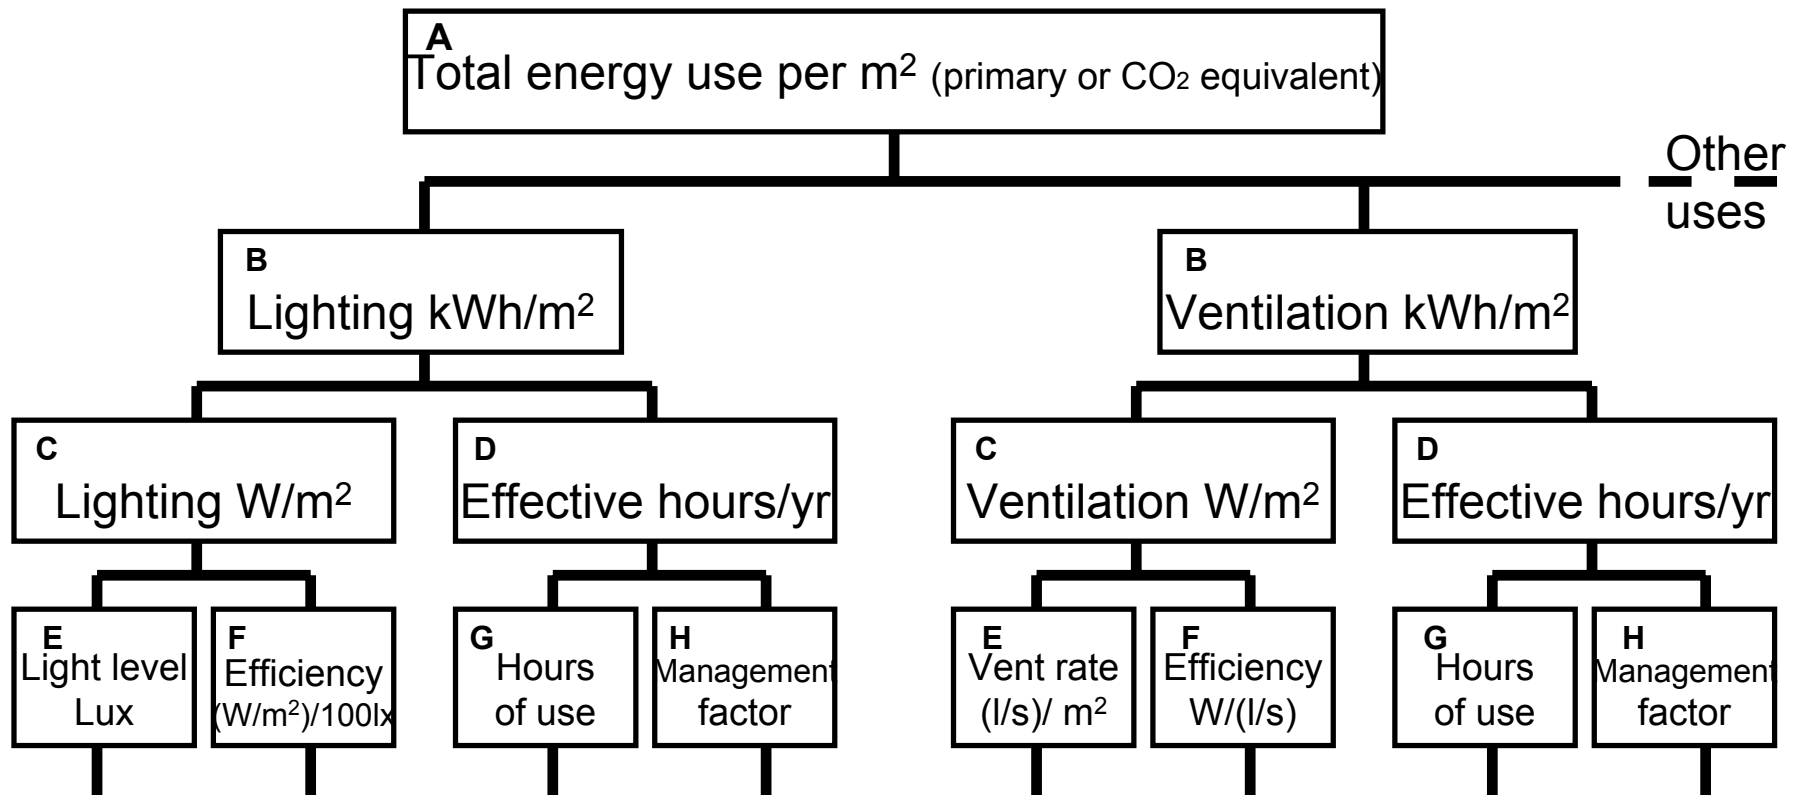 A
Total energy use per m² (primary or CO₂ equivalent)
Other
uses
B
Lighting kWh/m²
B
Ventilation kWh/m²
C
Lighting W/m²
D
Effective hours/yr
C
Ventilation W/m²
D
Effective hours/yr
E
Light level
Lux
F
Efficiency
(W/m²)/100lx
G
Hours
of use
H
Management
factor
E
Vent rate
(l/s)/ m²
F
Efficiency
W/(l/s)
G
Hours
of use
H
Management
factor